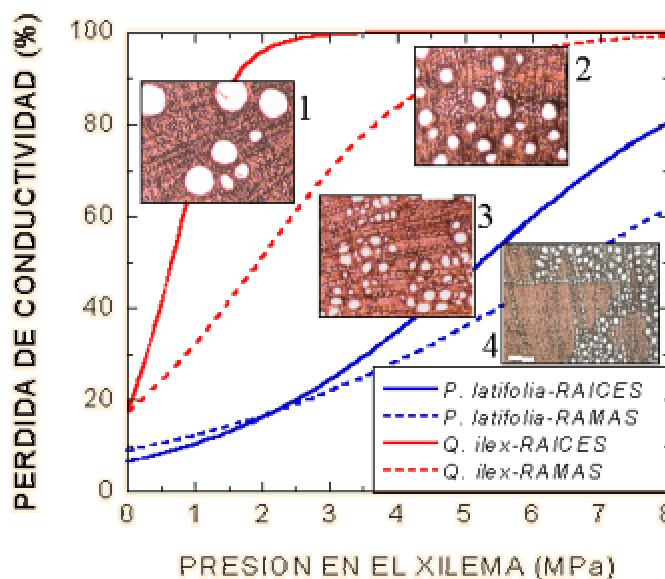 PERDIDA DE CONDUCTIVIDAD (%)
100
80
60
40
20
0
1
2
3
4
P. latifolia-RAICES
P. latifolia-RAMAS
Q. ilex-RAICES
Q. ilex-RAMAS
0 1 2 3 4 5 6 7 8
PRESION EN EL XILEMA (MPa)